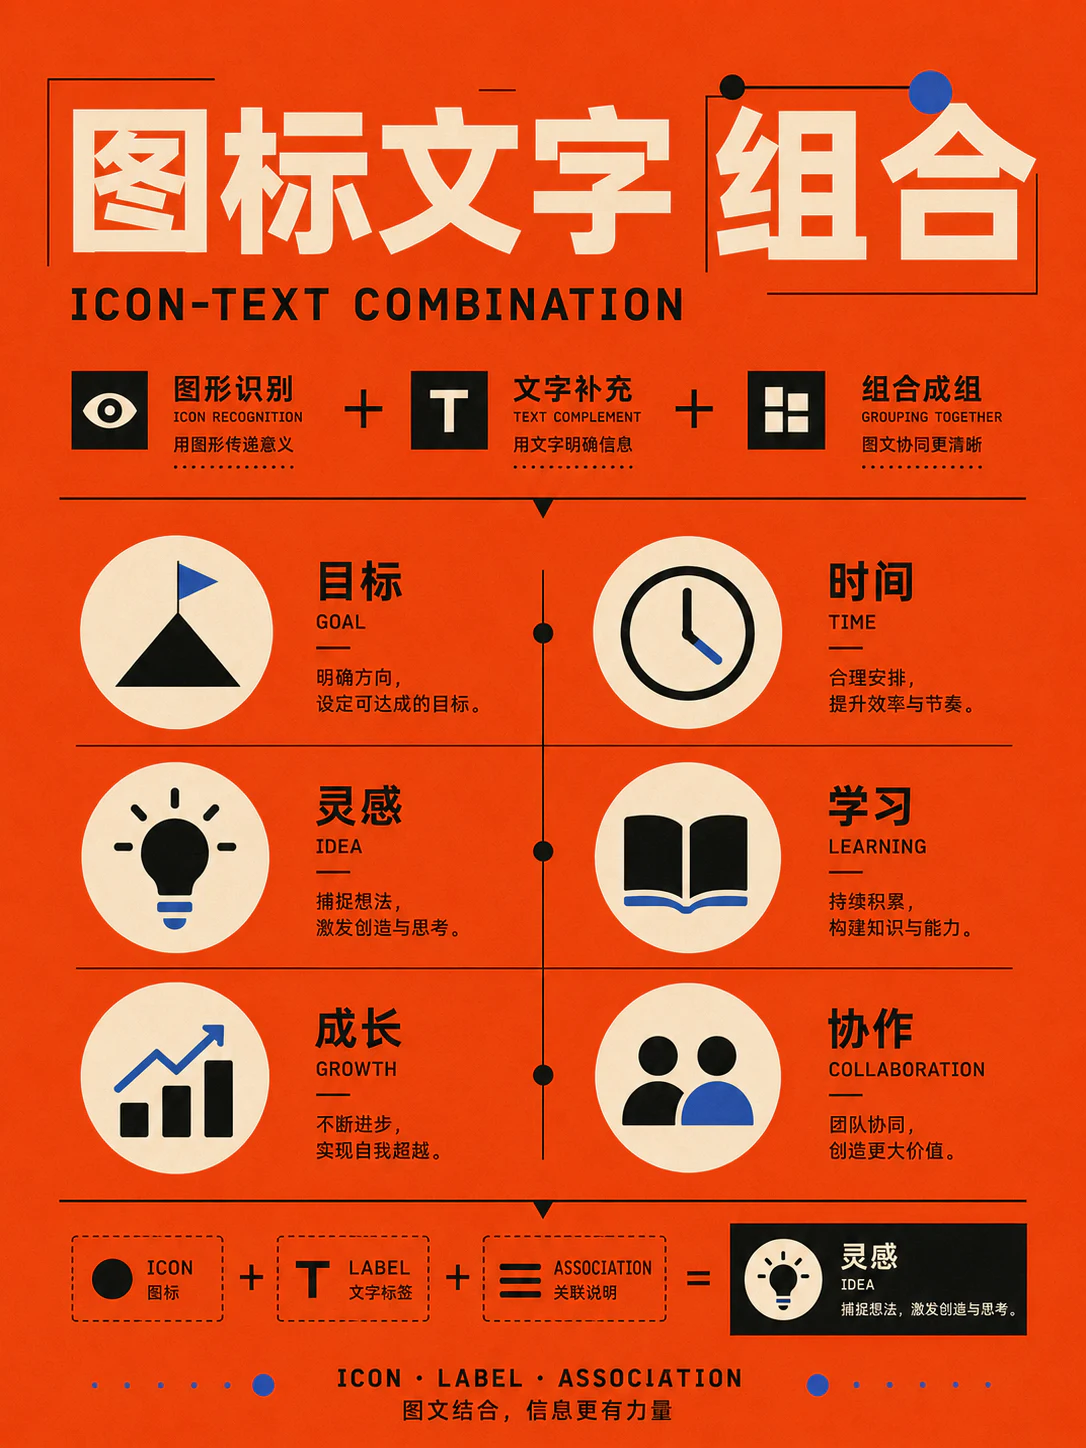 图标文字组合
ICON-TEXT COMBINATION
图形识别
ICON RECOGNITION
用图形传递意义
+
T
文字补充
TEXT COMPLEMENT
用文字明确信息
+
组合成组
GROUPING TOGETHER
图文协同更清晰
目标
GOAL
明确方向，
设定可达成的目标。
时间
TIME
合理安排，
提升效率与节奏。
灵感
IDEA
捕捉想法，
激发创造与思考。
学习
LEARNING
持续积累，
构建知识与能力。
成长
GROWTH
不断进步，
实现自我超越。
协作
COLLABORATION
团队协同，
创造更大价值。
ICON
图标
+
T
LABEL
文字标签
+
ASSOCIATION
关联说明
=
灵感
IDEA
捕捉想法，激发创造与思考。
ICON · LABEL · ASSOCIATION
图文结合，信息更有力量